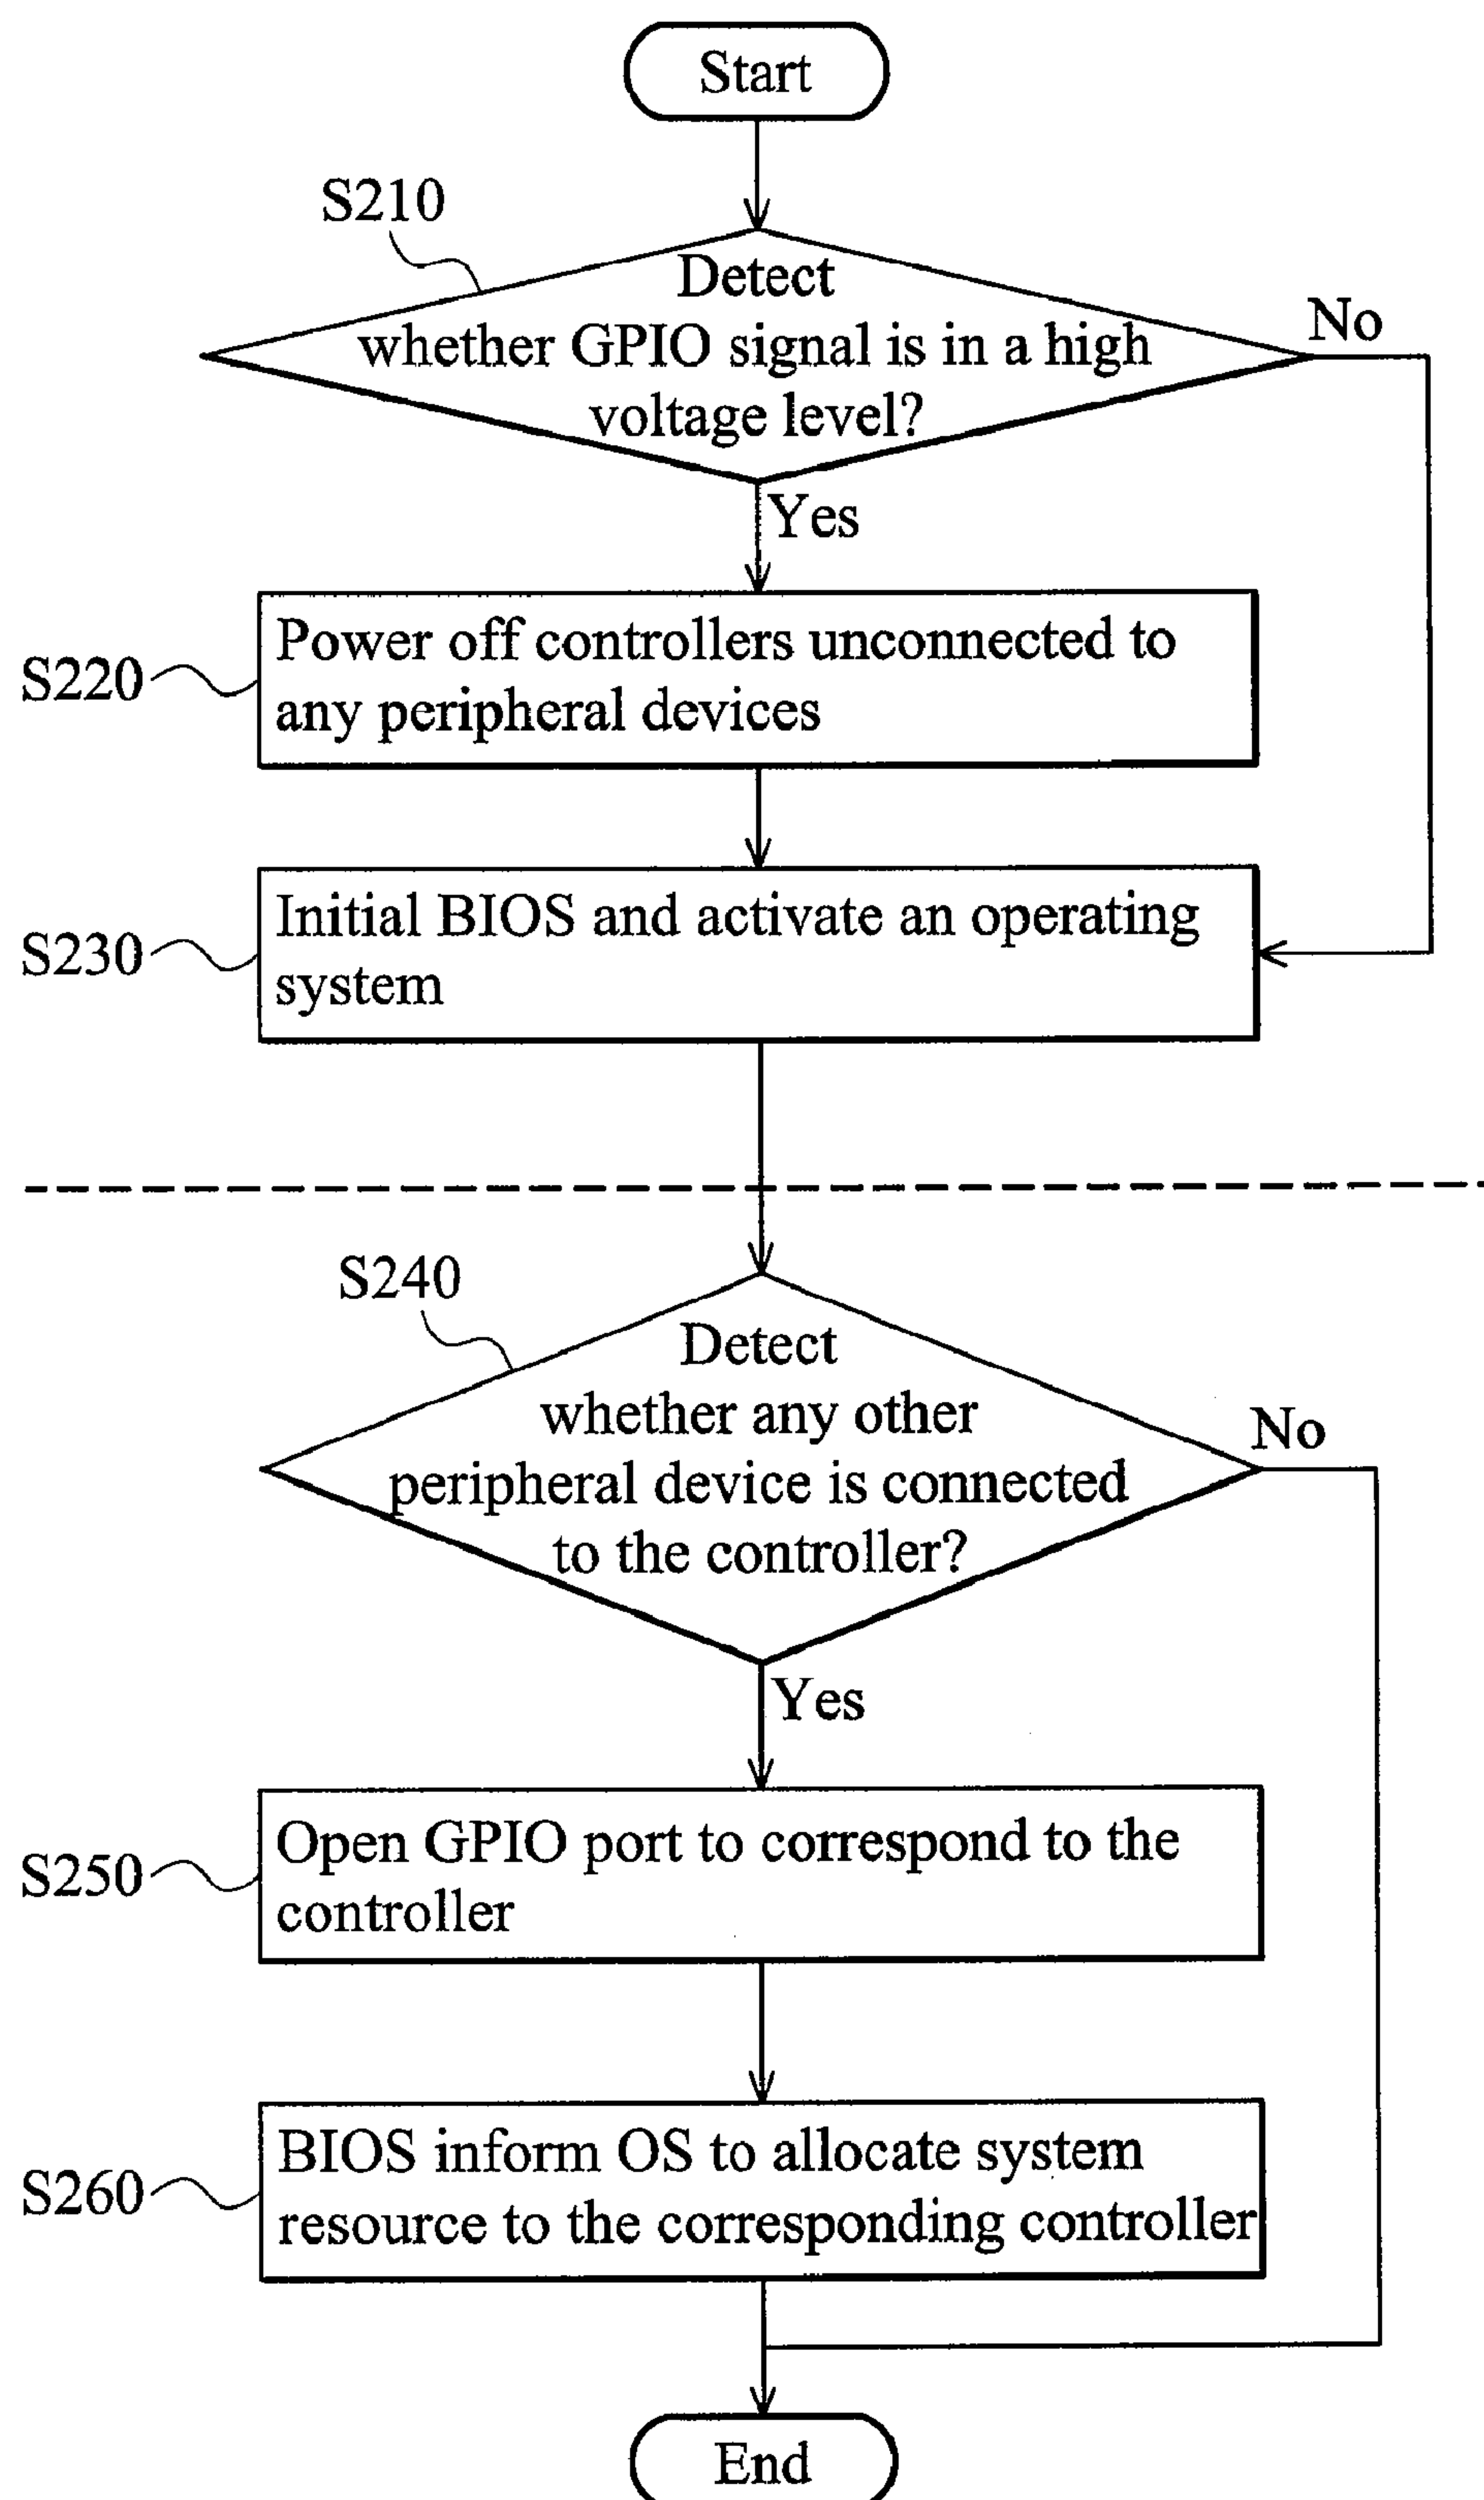 Start
S210
Detect
whether GPIO signal is in a high
voltage level?
No
Yes
S220
Power off controllers unconnected to
any peripheral devices
S230
Initial BIOS and activate an operating
system
S240
Detect
whether any other
peripheral device is connected
to the controller?
No
Yes
S250
Open GPIO port to correspond to the
controller
S260
BIOS inform OS to allocate system
resource to the corresponding controller
End